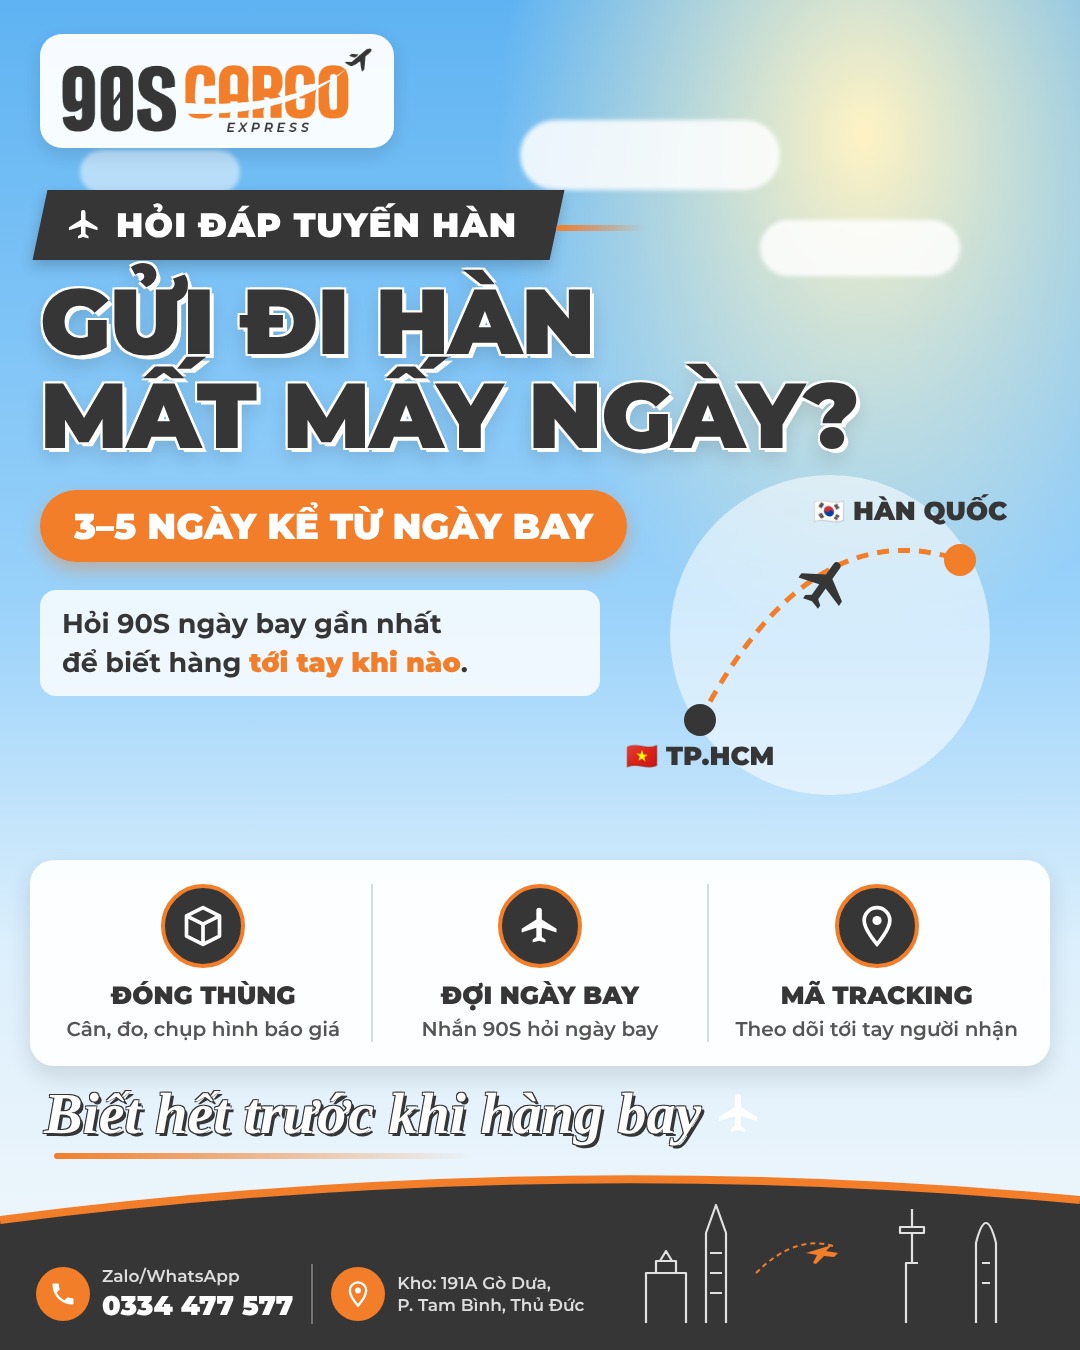 90S CARGO
EXPRESS
HỎI ĐÁP TUYẾN HÀN
GỬI ĐI HÀN
MẤT MẤY NGÀY?
3–5 NGÀY KỂ TỪ NGÀY BAY
Hỏi 90S ngày bay gần nhất
để biết hàng tới tay khi nào.
HÀN QUỐC
TP.HCM
ĐÓNG THÙNG
Cân, đo, chụp hình báo giá
ĐỢI NGÀY BAY
Nhắn 90S hỏi ngày bay
MÃ TRACKING
Theo dõi tới tay người nhận
Biết hết trước khi hàng bay
Zalo/WhatsApp
0334 477 577
Kho: 191A Gò Dưa,
P. Tam Bình, Thủ Đức